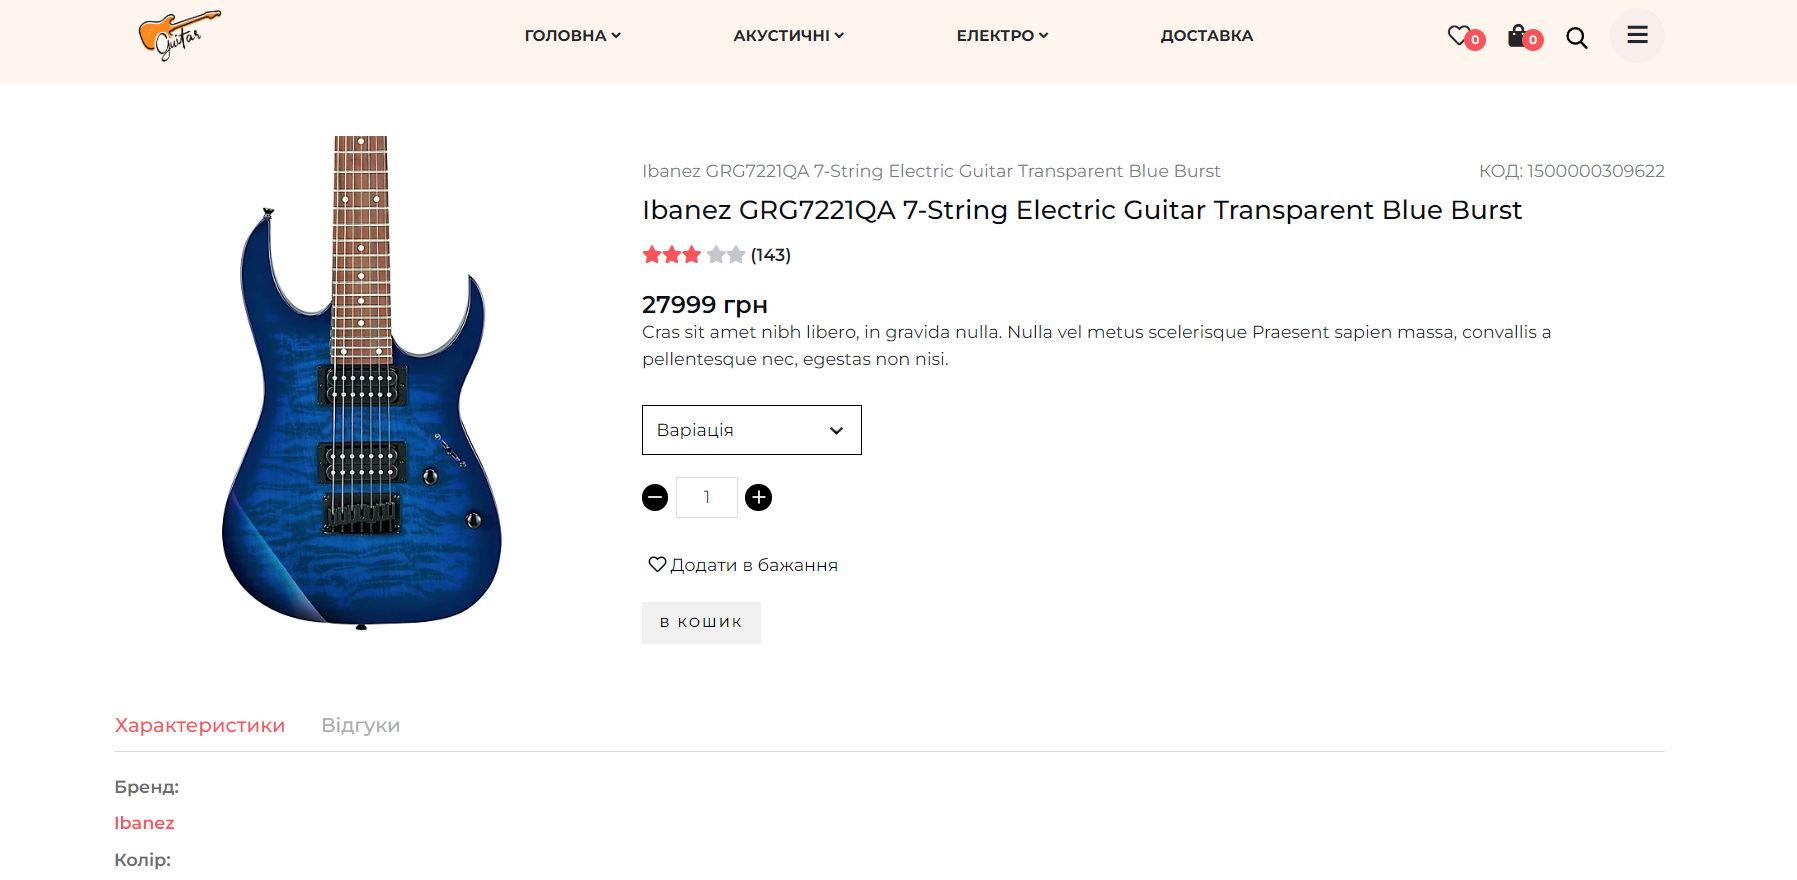 Guitar
ГОЛОВНА
АКУСТИЧНІ
ЕЛЕКТРО
ДОСТАВКА
0
0
Ibanez GRG7221QA 7-String Electric Guitar Transparent Blue Burst
КОД: 1500000309622
Ibanez GRG7221QA 7-String Electric Guitar Transparent Blue Burst
(143)
27999 грн
Cras sit amet nibh libero, in gravida nulla. Nulla vel metus scelerisque Praesent sapien massa, convallis a
pellentesque nec, egestas non nisi.
Варіація
1
Додати в бажання
В КОШИК
Характеристики
Відгуки
Бренд:
Ibanez
Колір: